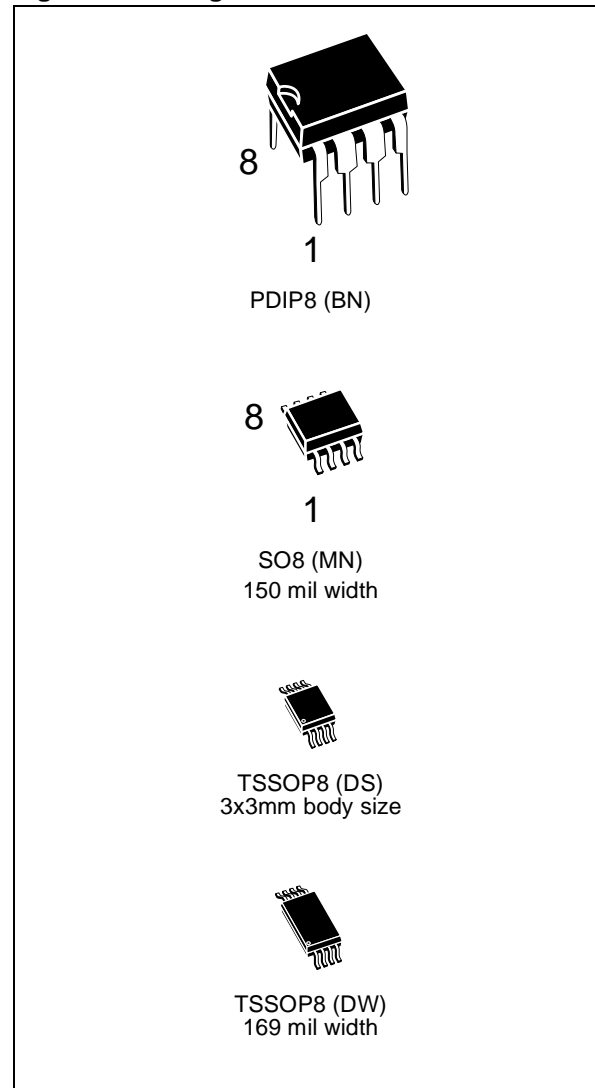 8
1
PDIP8 (BN)
8
1
SO8 (MN)
150 mil width
TSSOP8 (DS)
3x3mm body size
TSSOP8 (DW)
169 mil width